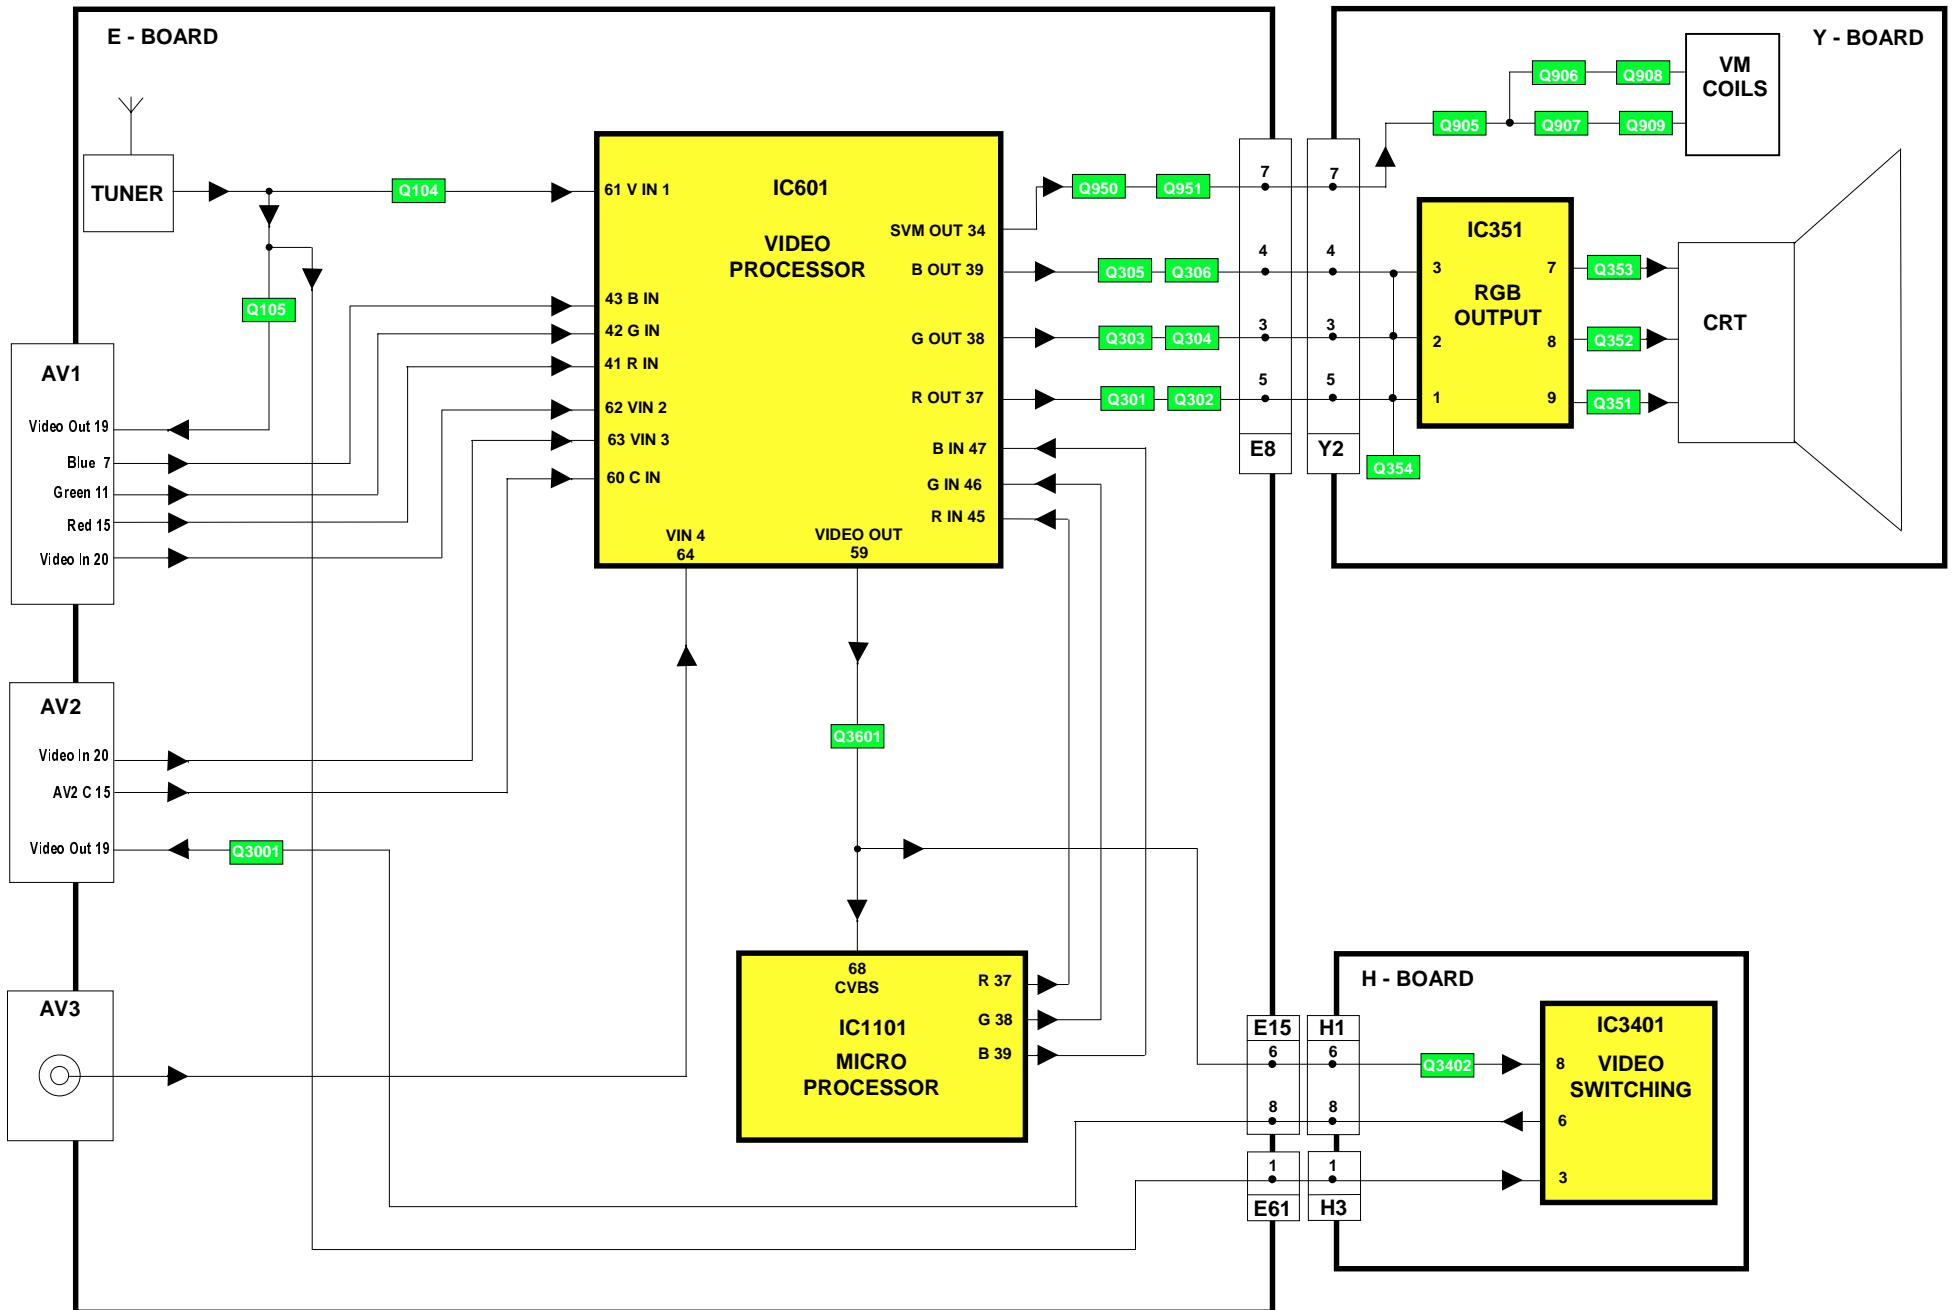 E - BOARD
Y - BOARD
VM
COILS
Q906
Q908
Q905
Q907
Q909
TUNER
Q104
61 V IN 1
IC601
VIDEO
PROCESSOR
SVM OUT 34
Q950
Q951
7
7
B OUT 39
Q305
Q306
4
4
G OUT 38
Q303
Q304
3
3
R OUT 37
Q301
Q302
5
5
E8
Y2
Q354
IC351
RGB
OUTPUT
3
2
1
7
8
9
Q353
Q352
Q351
CRT
Q105
43 B IN
42 G IN
41 R IN
62 VIN 2
63 VIN 3
60 C IN
B IN 47
G IN 46
R IN 45
VIN 4
64
VIDEO OUT
59
AV1
Video Out 19
Blue 7
Green 11
Red 15
Video In 20
AV2
Video In 20
AV2 C 15
Video Out 19
Q3001
Q3601
AV3
68
CVBS
IC1101
MICRO
PROCESSOR
R 37
G 38
B 39
H - BOARD
E15
H1
6
6
8
8
1
1
E61
H3
Q3402
IC3401
VIDEO
SWITCHING
8
6
3